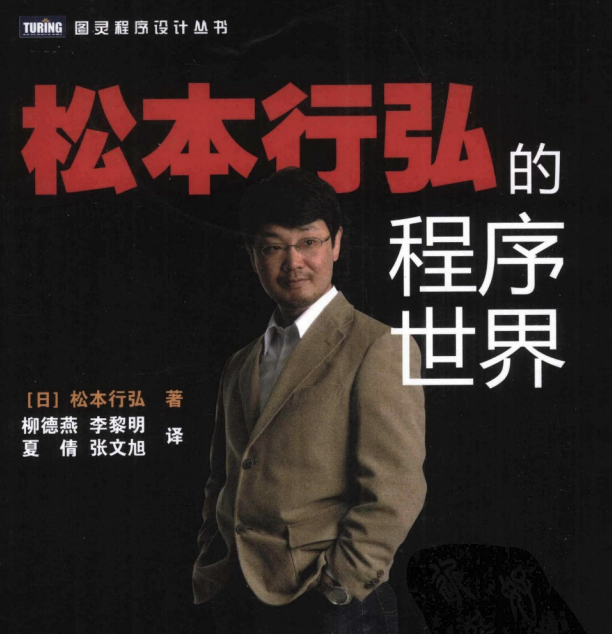 TURING 图灵程序设计丛书
松本行弘的
程序
世界
[日] 松本行弘 著
柳德燕 李黎明
夏倩 张文旭 译